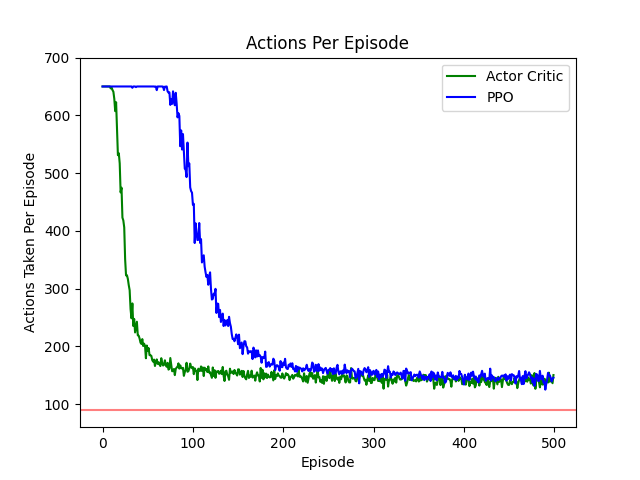 Actions Per Episode
Actor Critic
PPO
Actions Taken Per Episode
700
600
500
400
300
200
100
0 100 200 300 400 500
Episode